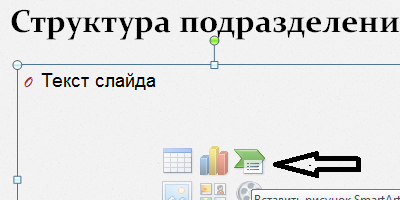 Структура подразделени
Текст слайда
Вставить рисунок SmartArt